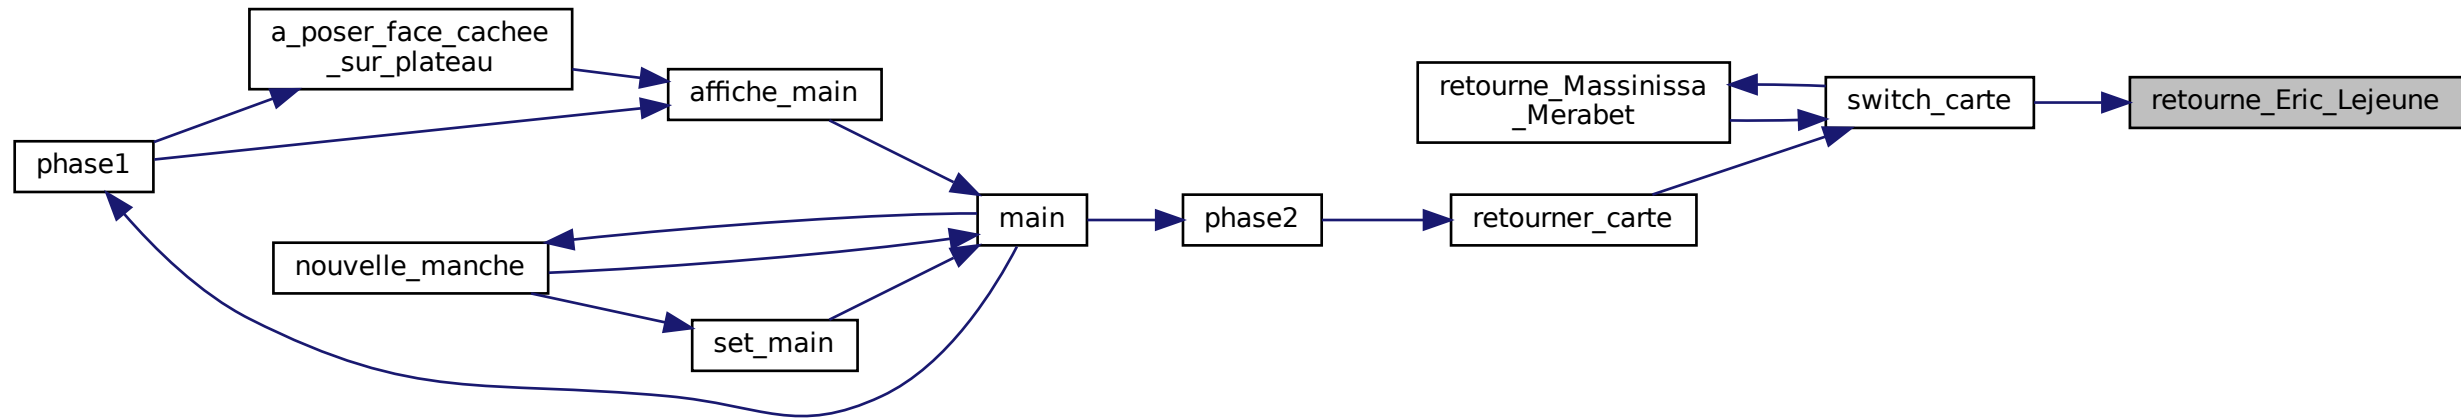 a_poser_face_cachee
_sur_plateau
affiche_main
phase1
nouvelle_manche
set_main
main
phase2
retourne_Massinissa
_Merabet
retourner_carte
switch_carte
retourne_Eric_Lejeune